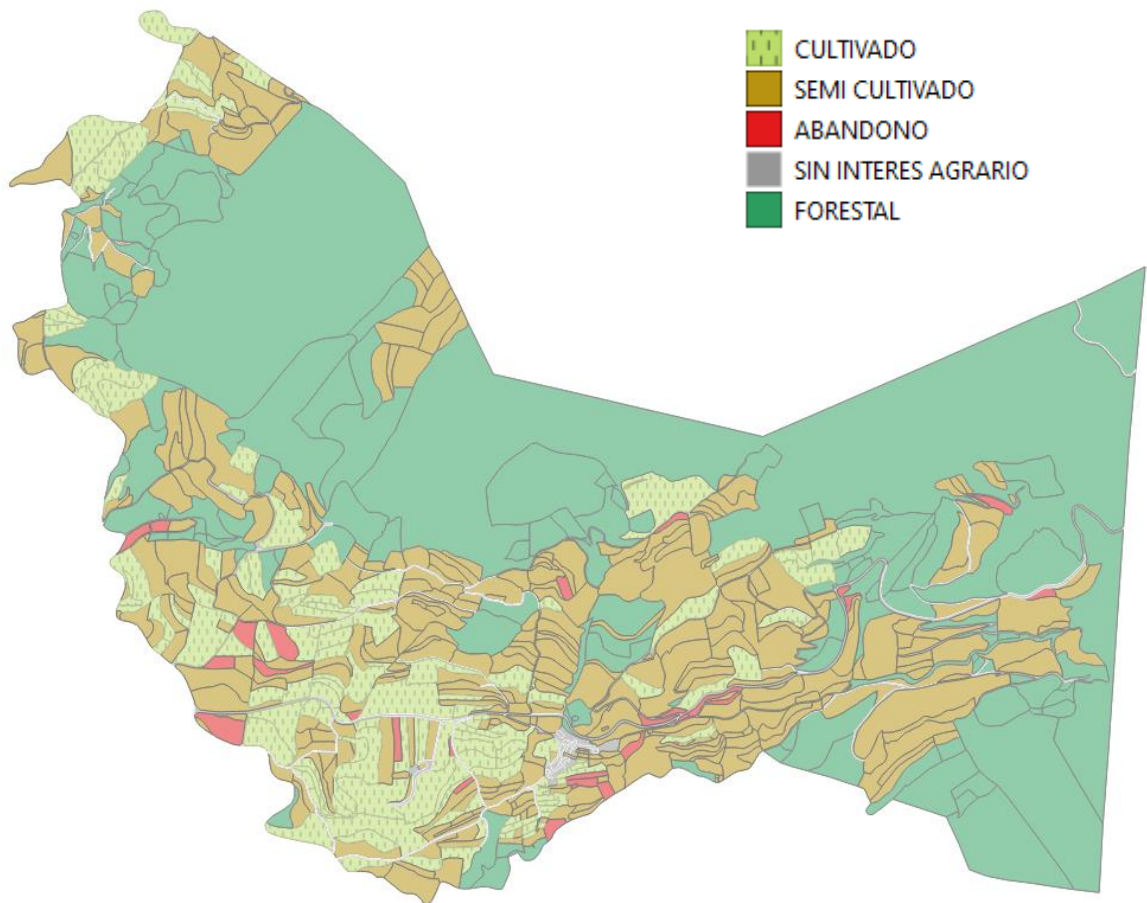 CULTIVADO
SEMI CULTIVADO
ABANDONO
SIN INTERES AGRARIO
FORESTAL